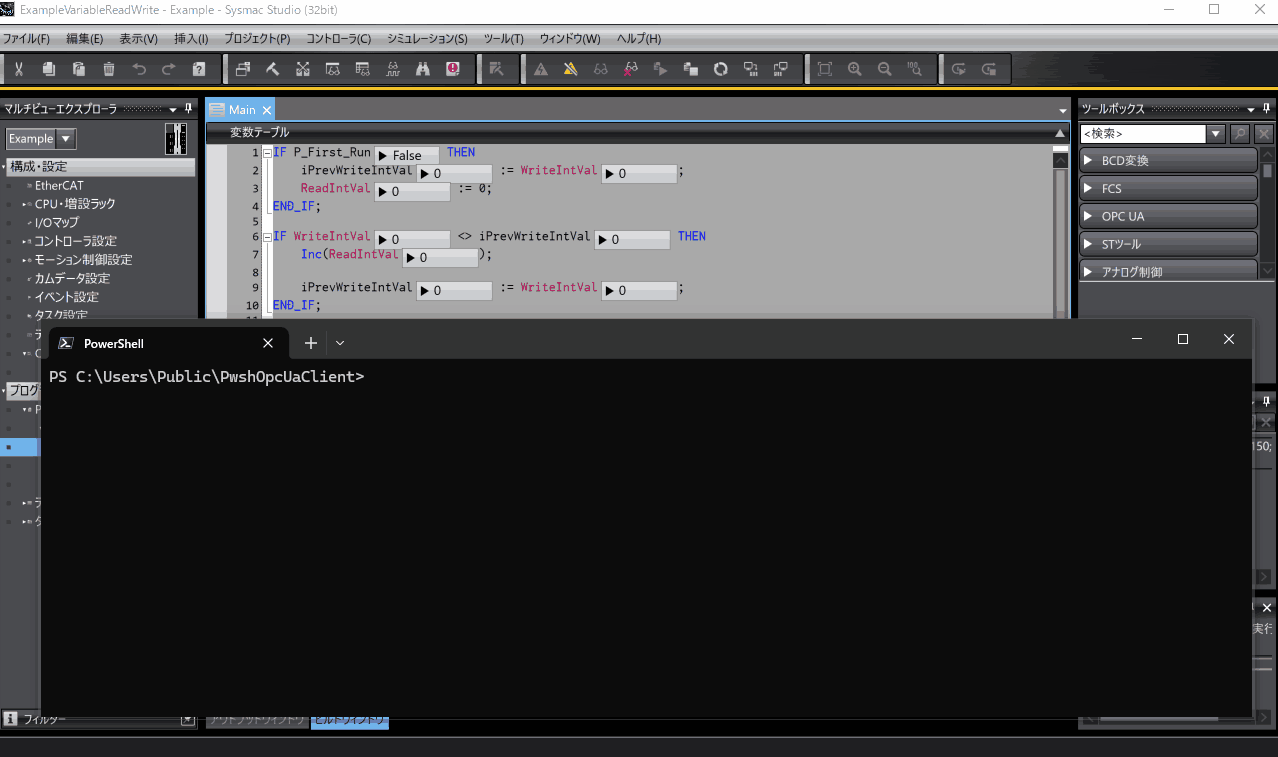 ExampleVariableReadWrite - Example - Sysmac Studio (32bit)
ファイル(F) 編集(E) 表示(V) 挿入(I) プロジェクト(P) コントローラ(C) シミュレーション(S) ツール(T) ウィンドウ(W) ヘルプ(H)
マルチビューエクスプローラ
Example
構成・設定
EtherCAT
CPU・増設ラック
I/Oマップ
コントローラ設定
モーション制御設定
カムデータ設定
イベント設定
タスク設定
フィルター
Main
変数テーブル
1 IF P_First_Run False THEN
2 iPrevWriteIntVal 0 := WriteIntVal 0 ;
3 ReadIntVal 0 := 0;
4 END_IF;
5
6 IF WriteIntVal 0 <> iPrevWriteIntVal 0 THEN
7 Inc(ReadIntVal 0 );
8
9 iPrevWriteIntVal 0 := WriteIntVal 0 ;
10 END_IF;
ツールボックス
<検索>
BCD変換
FCS
OPC UA
STツール
アナログ制御
150;
実行
PowerShell
PS C:\Users\Public\PwshOpcUaClient>
アウトプットウィンドウ ビルドウィンドウ